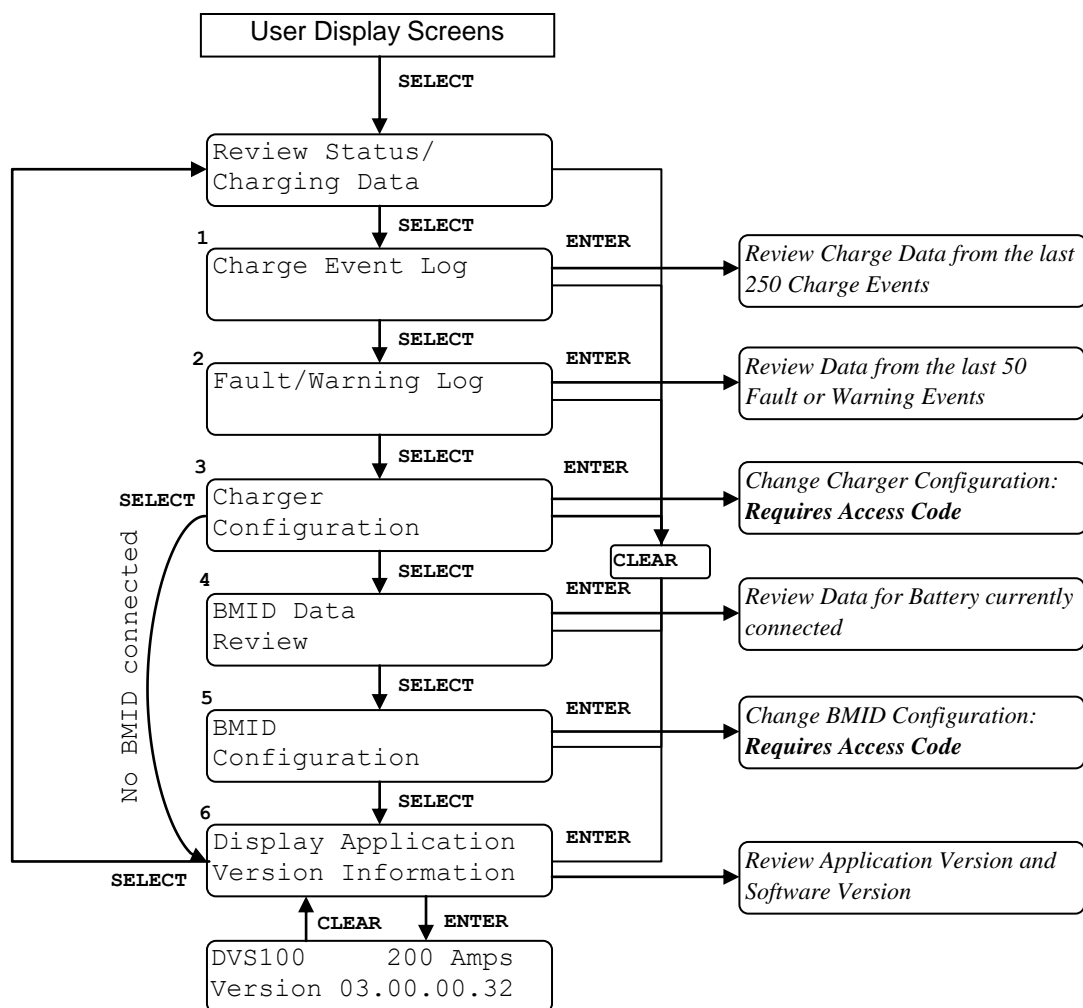 User Display Screens
SELECT
Review Status/
Charging Data
SELECT
1
ENTER
Charge Event Log
Review Charge Data from the last
250 Charge Events
SELECT
2
ENTER
Fault/Warning Log
Review Data from the last 50
Fault or Warning Events
SELECT
3
ENTER
SELECT
Charger
Configuration
Change Charger Configuration:
Requires Access Code
No BMID connected
CLEAR
SELECT
4
ENTER
BMID Data
Review
Review Data for Battery currently
connected
SELECT
5
ENTER
BMID
Configuration
Change BMID Configuration:
Requires Access Code
SELECT
6
ENTER
Display Application
Version Information
SELECT
Review Application Version and
Software Version
CLEAR
ENTER
DVS100 200 Amps
Version 03.00.00.32